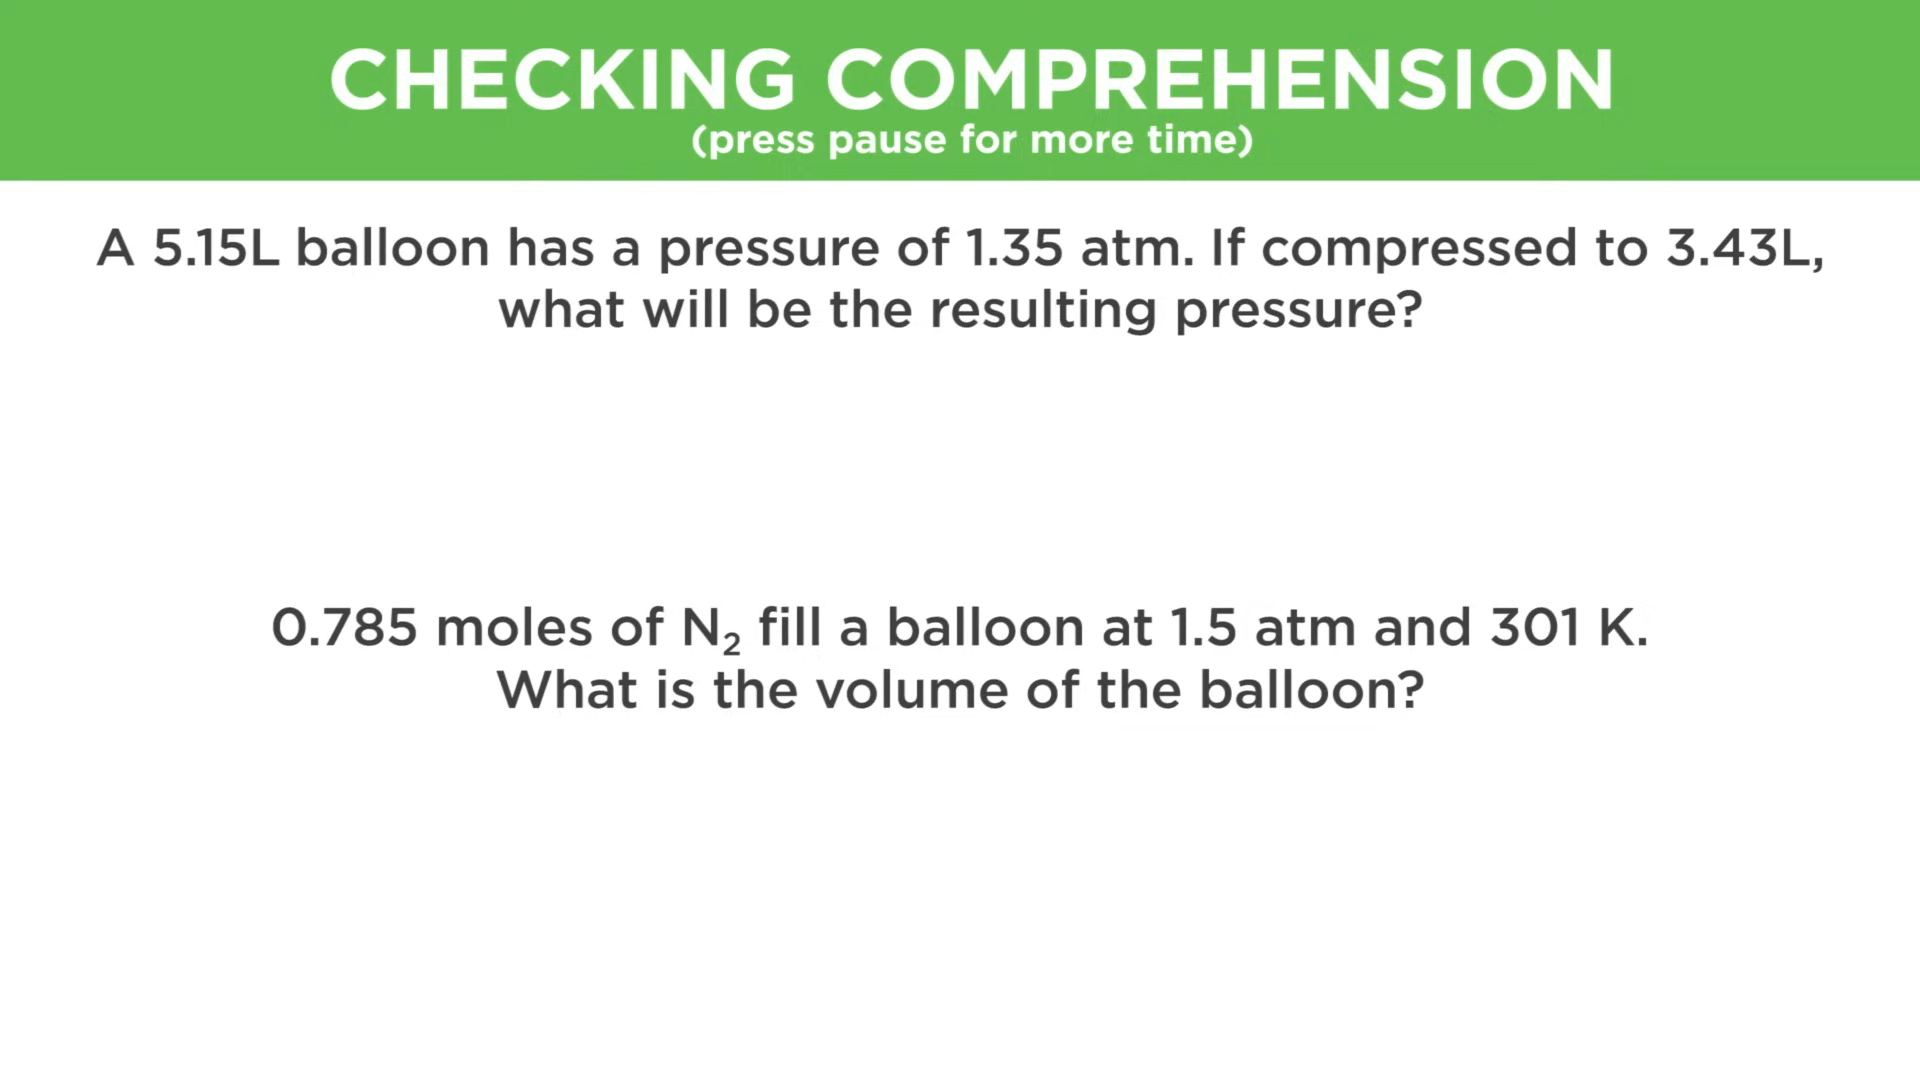 CHECKING COMPREHENSION
(press pause for more time)
A 5.15L balloon has a pressure of 1.35 atm. If compressed to 3.43L,
what will be the resulting pressure?
0.785 moles of N₂ fill a balloon at 1.5 atm and 301 K.
What is the volume of the balloon?